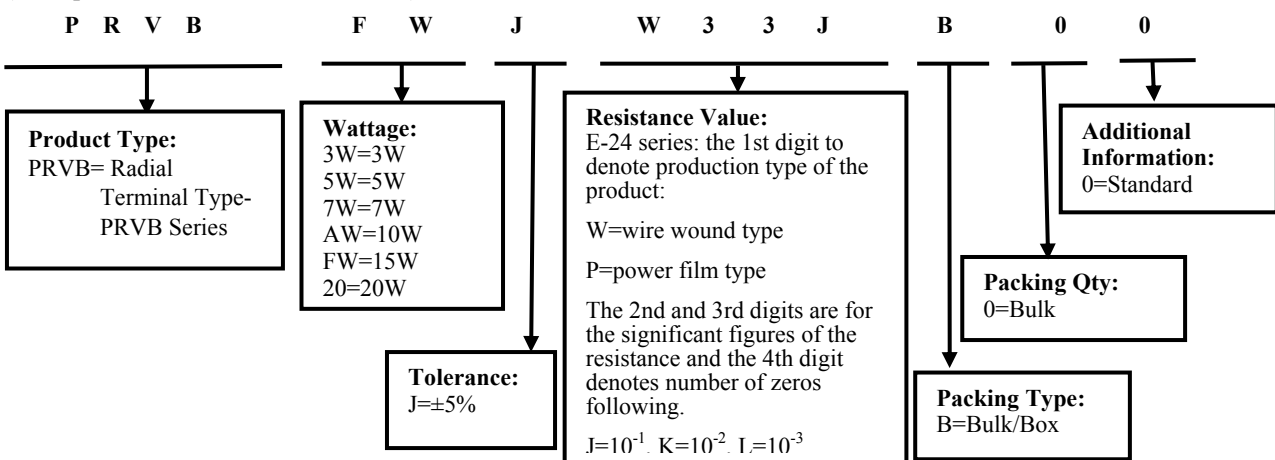 P R V B F W J W 3 3 J B 0 0
Product Type:
PRVB= Radial
Terminal Type-
PRVB Series
Wattage:
3W=3W
5W=5W
7W=7W
AW=10W
FW=15W
20=20W
Tolerance:
J=±5%
Resistance Value:
E-24 series: the 1st digit to
denote production type of the
product:
W=wire wound type
P=power film type
The 2nd and 3rd digits are for
the significant figures of the
resistance and the 4th digit
denotes number of zeros
following.
J=10⁻¹, K=10⁻², L=10⁻³
Packing Type:
B=Bulk/Box
Packing Qty:
0=Bulk
Additional
Information:
0=Standard